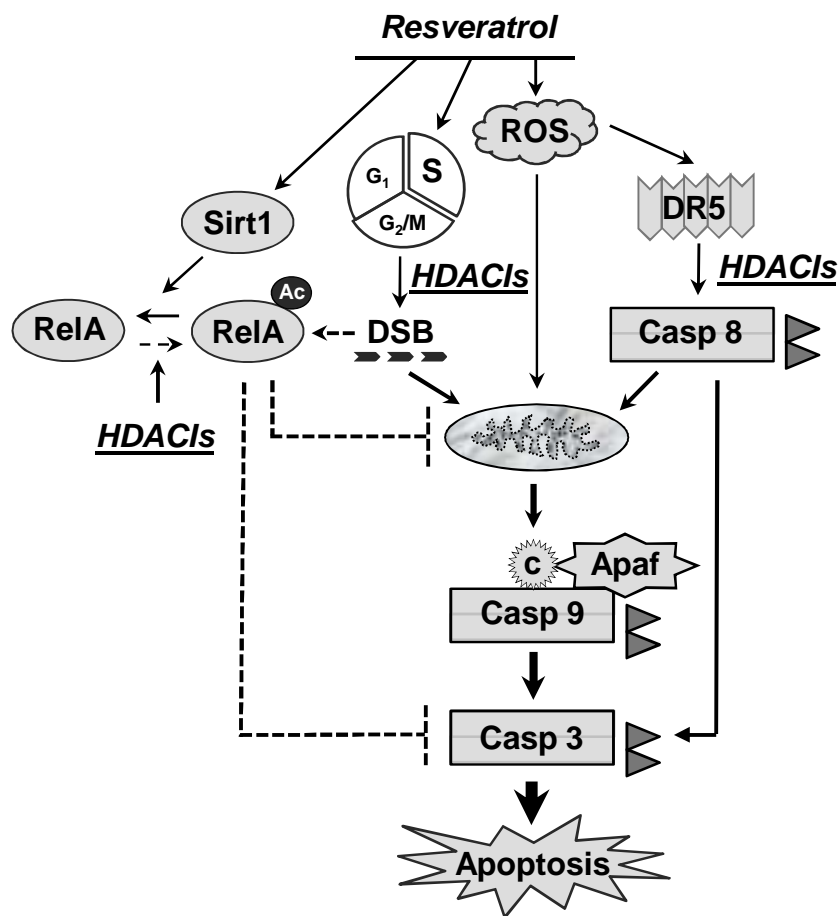 Resveratrol
ROS
G1
S
G2/M
DR5
Sirt1
HDACIs
HDACIs
Ac
RelA
RelA
DSB
Casp 8
HDACIs
c
Apaf
Casp 9
Casp 3
Apoptosis